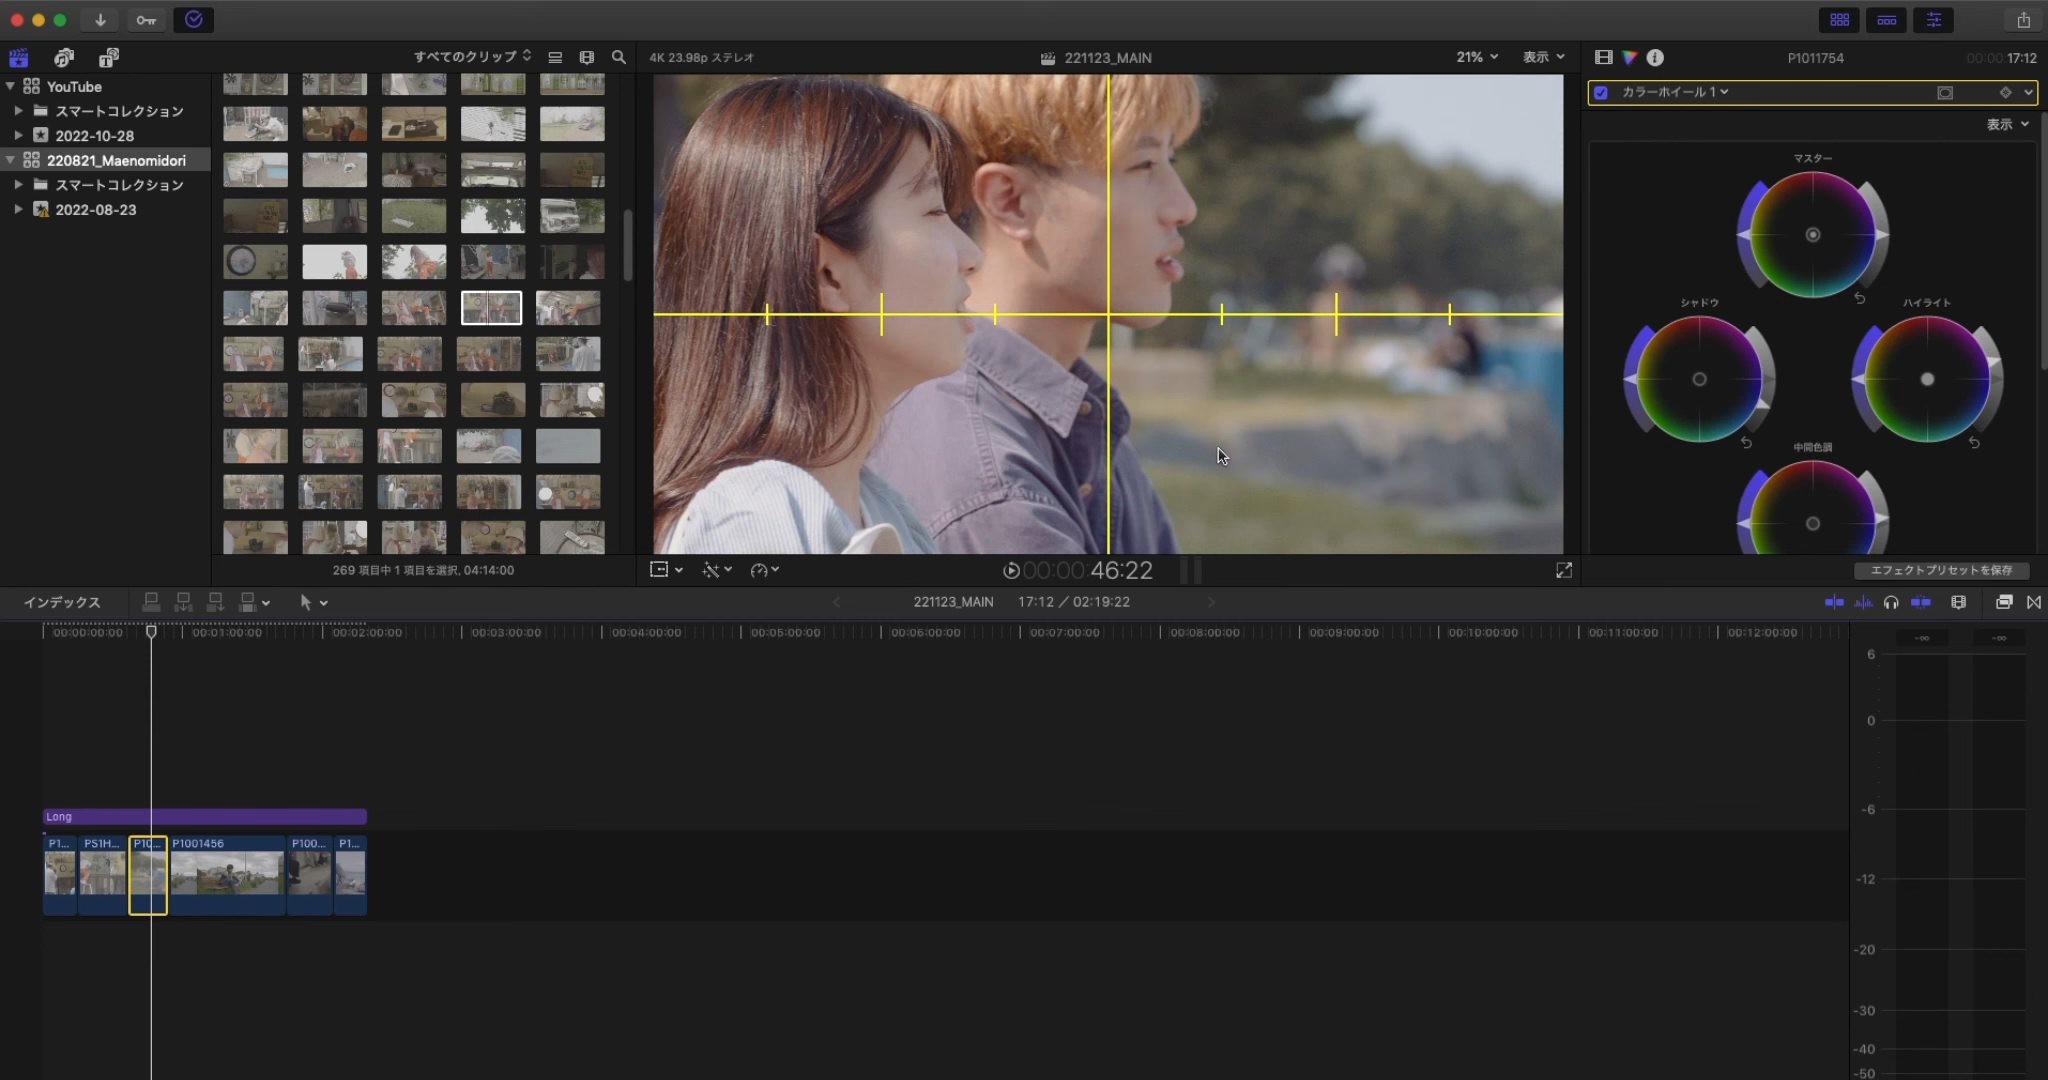 すべてのクリップ
4K 23.98p ステレオ
221123_MAIN
21%
表示
P1011754
00:00:17:12
YouTube
スマートコレクション
2022-10-28
220821_Maenomidori
スマートコレクション
2022-08-23
カラーホイール 1
表示
マスター
シャドウ
ハイライト
中間色調
269 項目中 1 項目を選択, 04:14:00
00:00:46:22
エフェクトプリセットを保存
インデックス
221123_MAIN
17:12 / 02:19:22
00:00:00:00
00:01:00:00
00:02:00:00
00:03:00:00
00:04:00:00
00:05:00:00
00:06:00:00
00:07:00:00
00:08:00:00
00:09:00:00
00:10:00:00
00:11:00:00
00:12:00:00
-∞
-∞
6
0
-6
-12
-20
-30
-40
-50
Long
P1...
PS1H...
P10...
P1001456
P100...
P1...